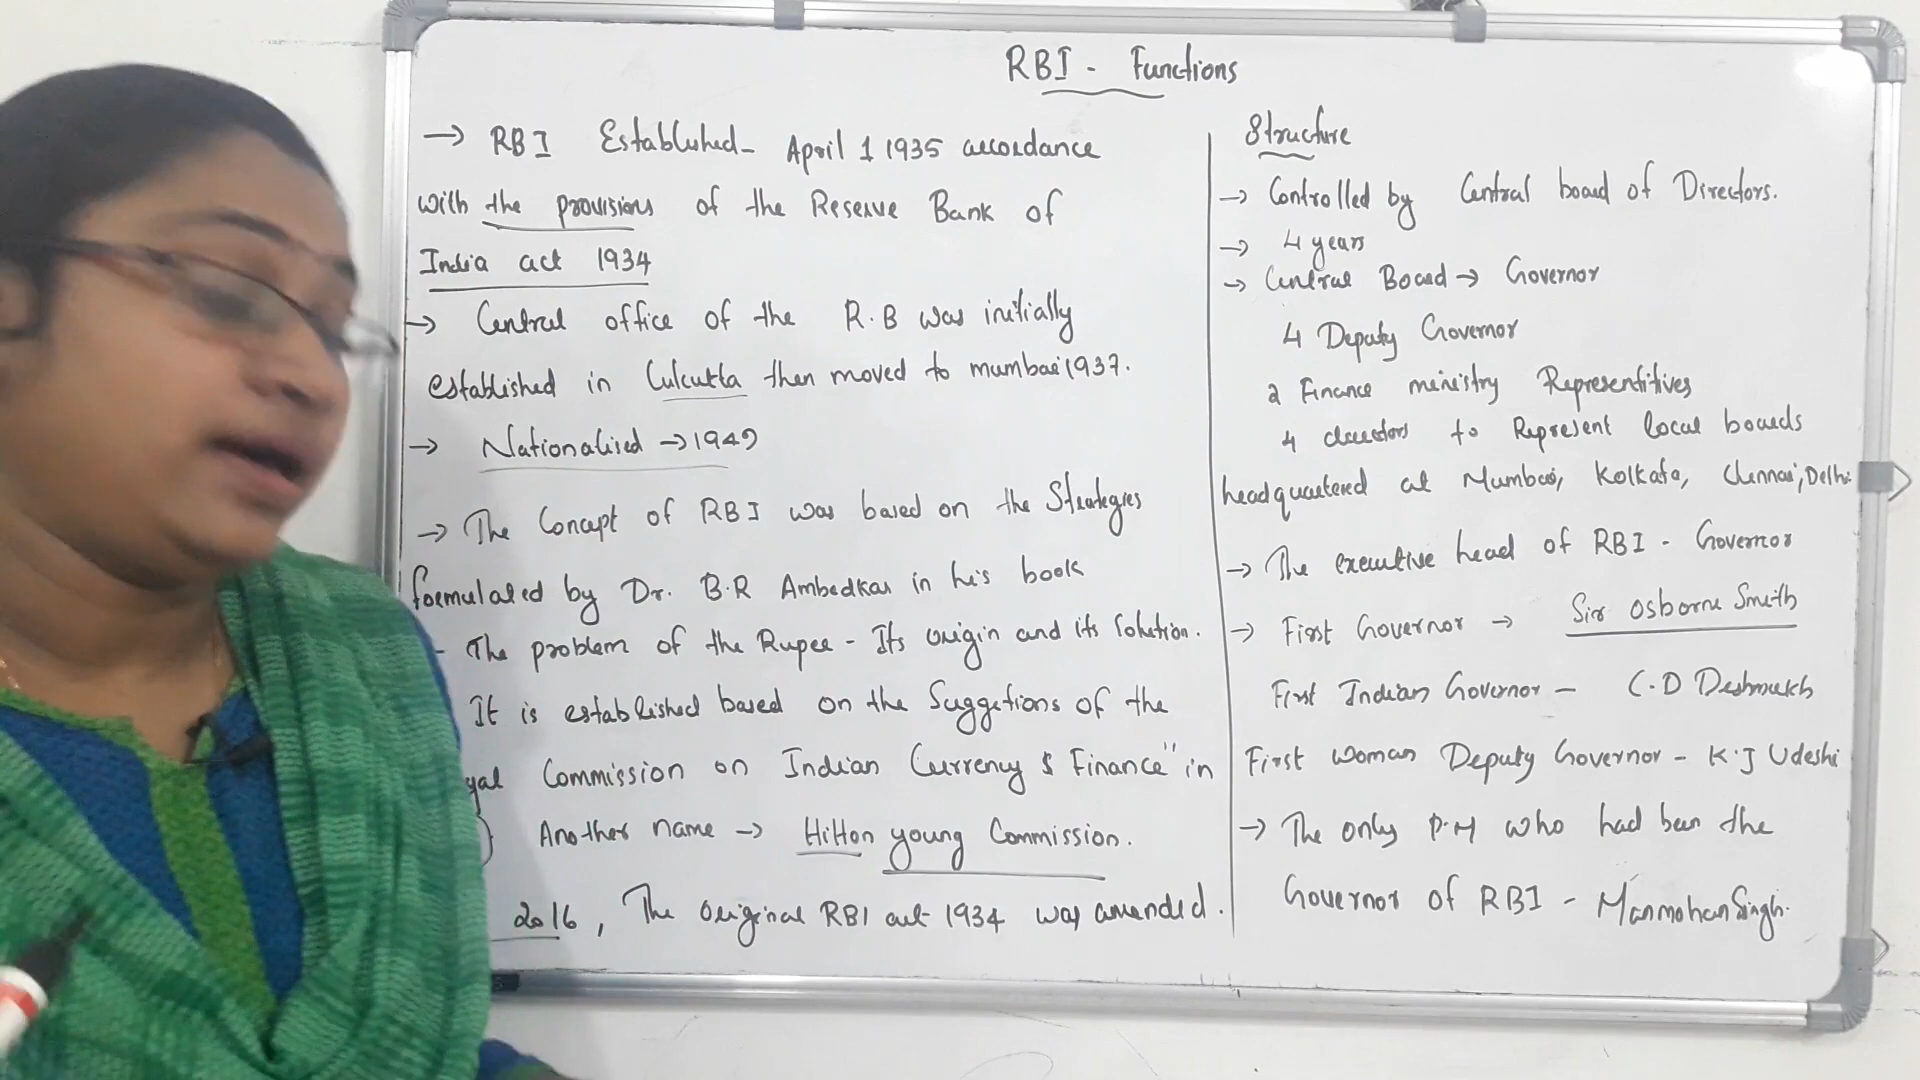 RBI - Functions
→ RBI Established - April 1 1935 accordance
with the provisions of the Reserve Bank of
India act 1934
→ Central office of the R.B was initially
established in Culcutta then moved to mumbai 1937.
→ Nationalised → 1949
→ The Concept of RBI was based on the Strategies
formulated by Dr. B.R Ambedkar in his book
- The problem of the Rupee - Its origin and its Solution.
It is established based on the Suggetions of the
yal Commission on Indian Currency & Finance" in
Another name → Hilton young Commission.
2016, The Original RBI act 1934 was amended.
Structure
→ Controlled by Central board of Directors.
→ 4 years
→ Central Board → Governor
4 Deputy Governor
2 Finance ministry Representitives
4 directors to Represent local boards
headquartered at Mumbai, Kolkata, Chennai, Delhi
→ The executive head of RBI - Governor
→ First Governor → Sir Osborne Smith
First Indian Governor - C.D Deshmukh
First woman Deputy Governor - K.J Udeshi
→ The only P.M who had been the
Governor of RBI - Manmohan Singh.